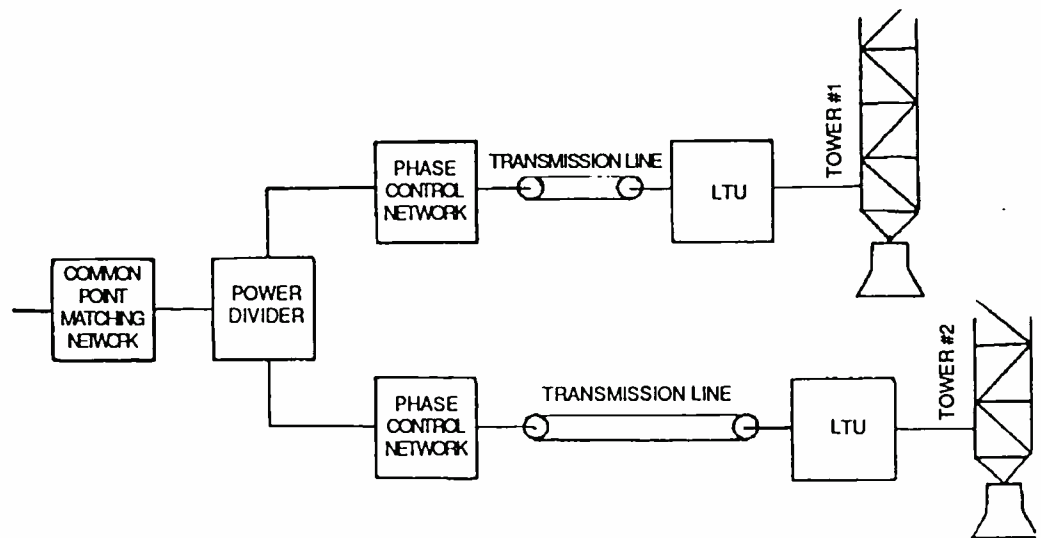 TOWER #1
PHASE
CONTROL
NETWORK
TRANSMISSION LINE
LTU
COMMON
POINT
MATCHING
NETWORK
POWER
DIVIDER
TOWER #2
PHASE
CONTROL
NETWORK
TRANSMISSION LINE
LTU